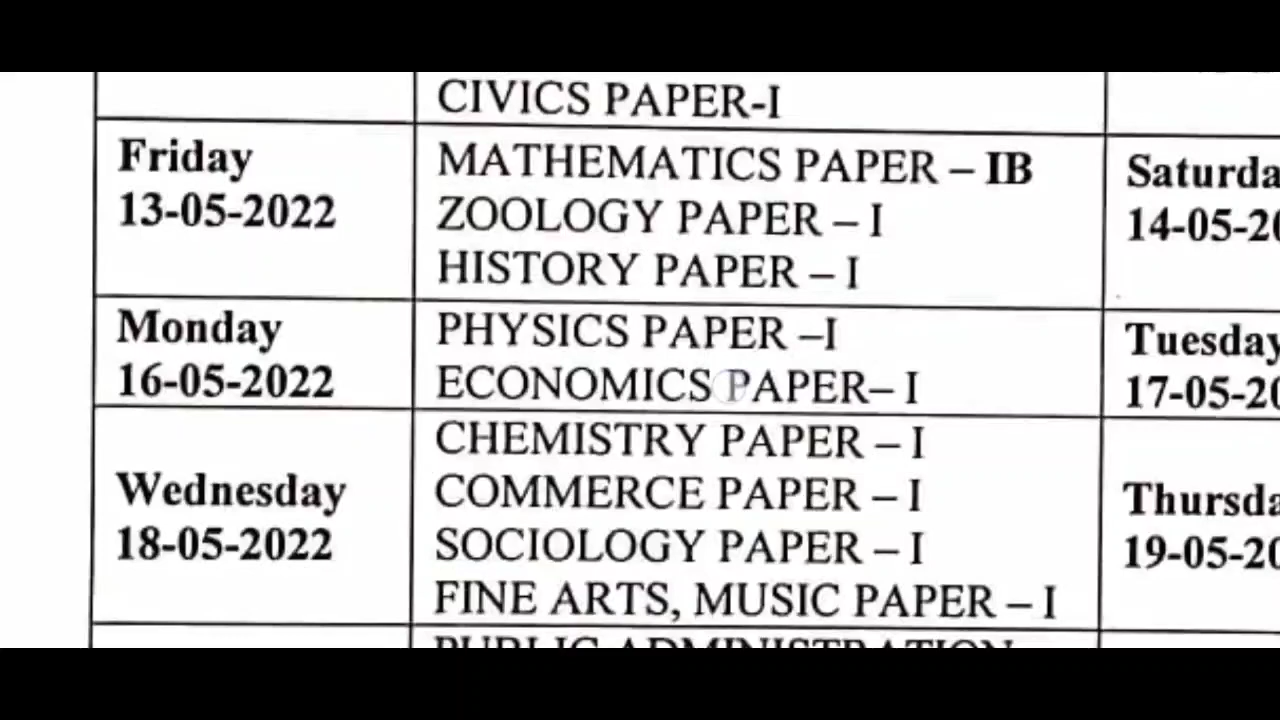 CIVICS PAPER-I
Friday
13-05-2022
MATHEMATICS PAPER – IB
ZOOLOGY PAPER – I
HISTORY PAPER – I
Saturda
14-05-20
Monday
16-05-2022
PHYSICS PAPER –I
ECONOMICS PAPER– I
Tuesday
17-05-20
Wednesday
18-05-2022
CHEMISTRY PAPER – I
COMMERCE PAPER – I
SOCIOLOGY PAPER – I
FINE ARTS, MUSIC PAPER – I
Thursda
19-05-20
PUBLIC ADMINISTRATION